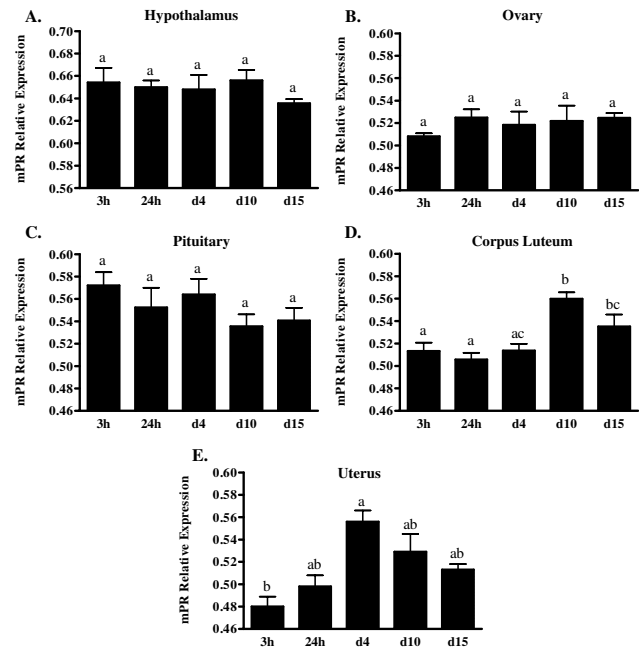 A. Hypothalamus
mPR Relative Expression
0.70
0.68
0.66
0.64
0.62
0.60
0.58
0.56
a a a a a
3h 24h d4 d10 d15
B. Ovary
mPR Relative Expression
0.60
0.58
0.56
0.54
0.52
0.50
0.48
0.46
a a a a a
3h 24h d4 d10 d15
C. Pituitary
mPR Relative Expression
0.60
0.58
0.56
0.54
0.52
0.50
0.48
0.46
a a a a a
3h 24h d4 d10 d15
D. Corpus Luteum
mPR Relative Expression
0.60
0.58
0.56
0.54
0.52
0.50
0.48
0.46
a a ac b bc
3h 24h d4 d10 d15
E. Uterus
mPR Relative Expression
0.60
0.58
0.56
0.54
0.52
0.50
0.48
0.46
b ab a ab ab
3h 24h d4 d10 d15